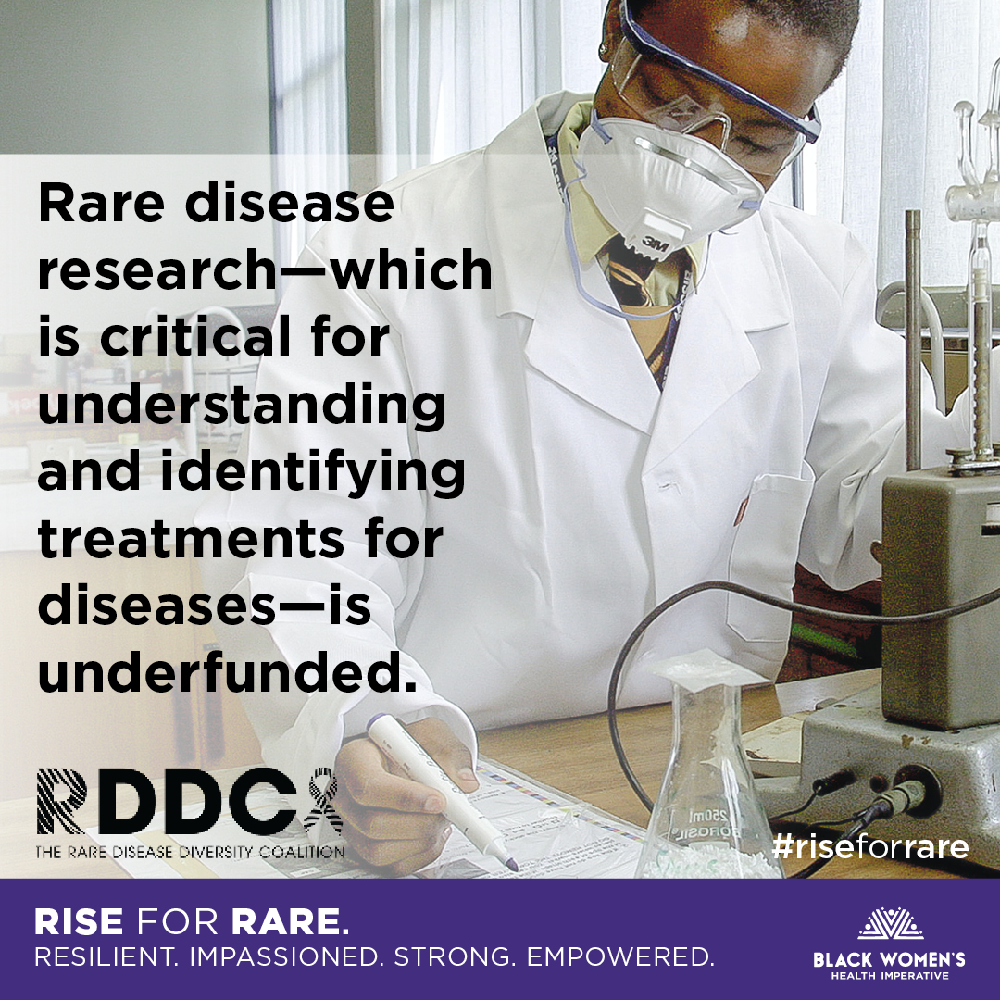 Rare disease
research—which
is critical for
understanding
and identifying
treatments for
diseases—is
underfunded.
3M
250ml
RDDC
THE RARE DISEASE DIVERSITY COALITION
#riseforrare
RISE FOR RARE.
RESILIENT. IMPASSIONED. STRONG. EMPOWERED.
BLACK WOMEN'S
HEALTH IMPERATIVE